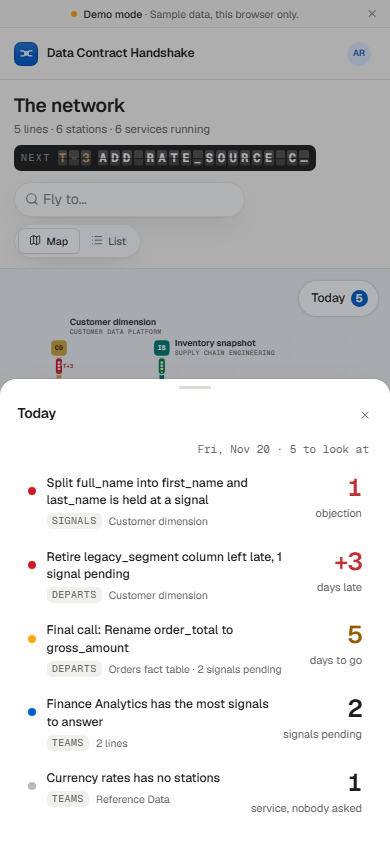 Demo mode · Sample data, this browser only.
Data Contract Handshake
AR
The network
5 lines · 6 stations · 6 services running
NEXT T-3 ADD RATE_SOURCE C…
Fly to...
Map
List
Today 5
Customer dimension
CUSTOMER DATA PLATFORM
CD
T+3
IS
Inventory snapshot
SUPPLY CHAIN ENGINEERING
Today
Fri, Nov 20 · 5 to look at
Split full_name into first_name and
last_name is held at a signal
SIGNALS Customer dimension
1
objection
Retire legacy_segment column left late, 1
signal pending
DEPARTS Customer dimension
+3
days late
Final call: Rename order_total to
gross_amount
DEPARTS Orders fact table · 2 signals pending
5
days to go
Finance Analytics has the most signals
to answer
TEAMS 2 lines
2
signals pending
Currency rates has no stations
TEAMS Reference Data
1
service, nobody asked